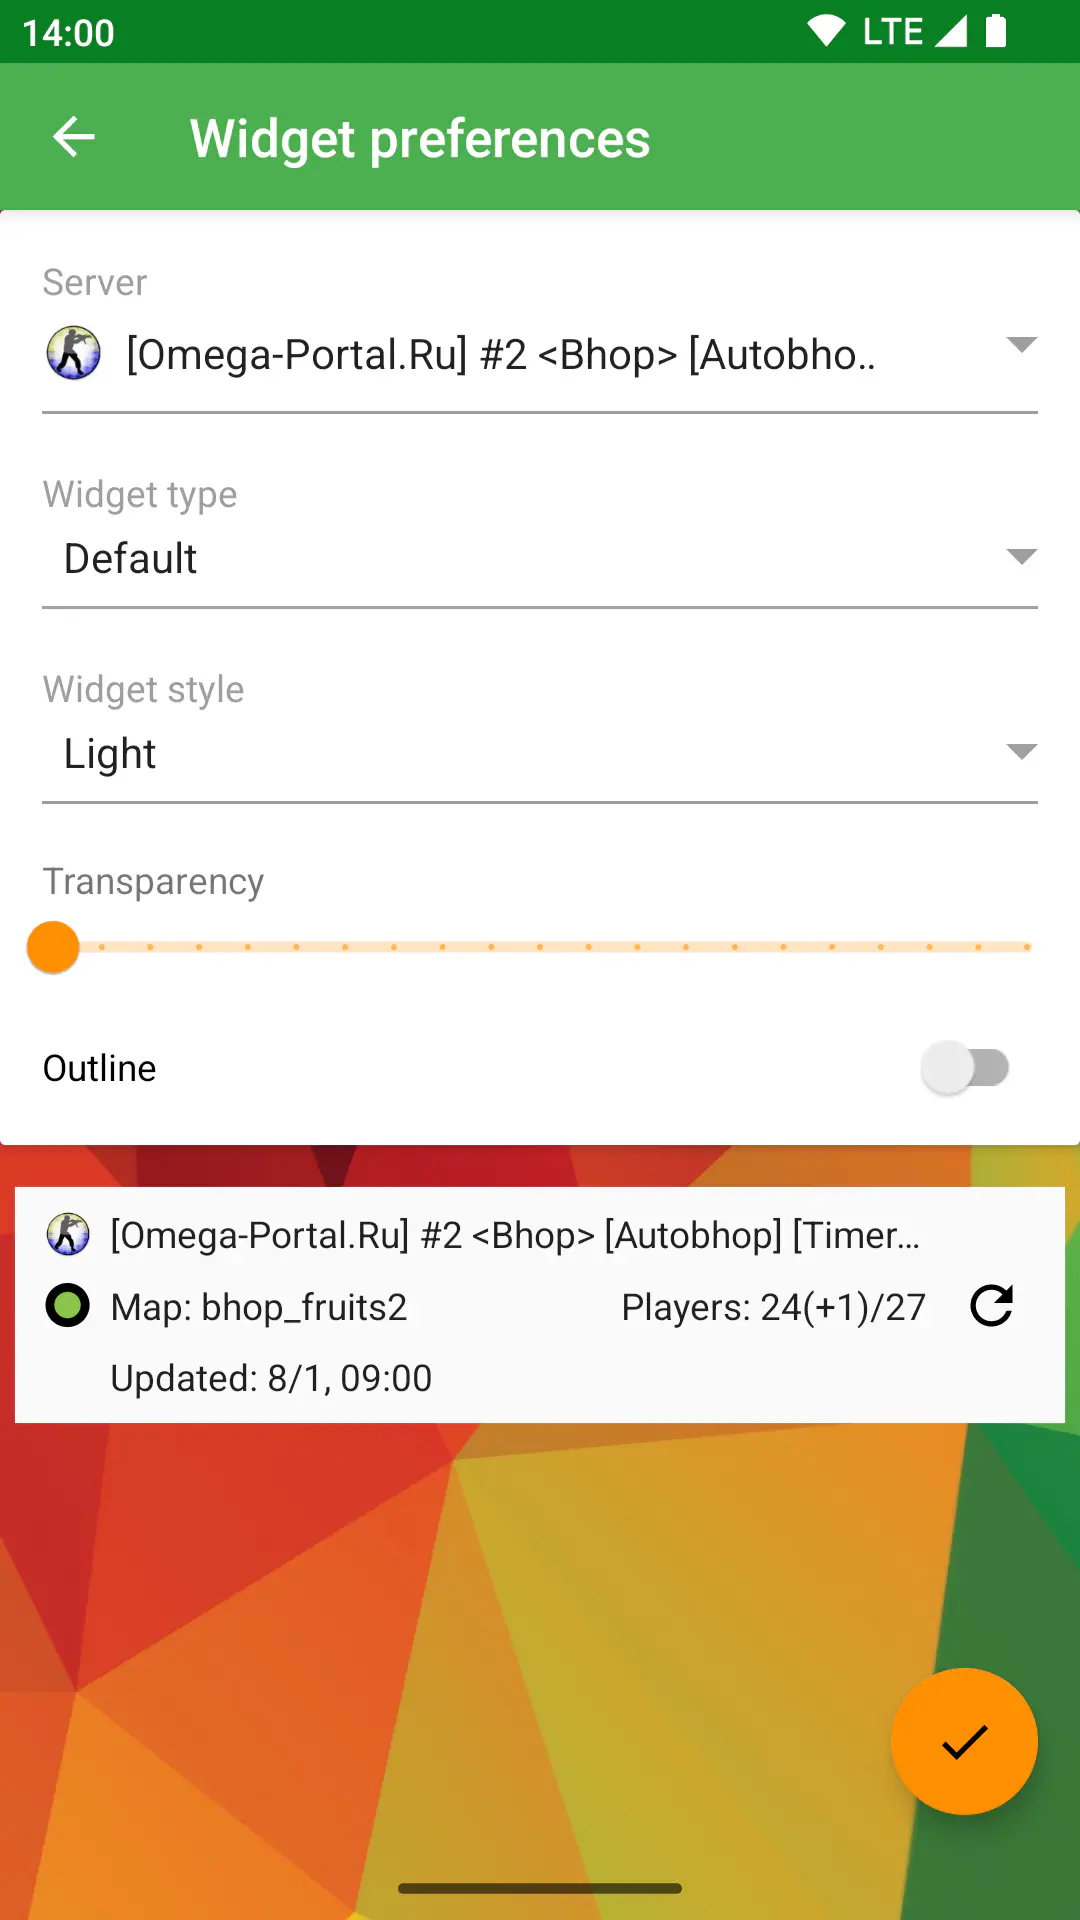 14:00
LTE
Widget preferences
Server
[Omega-Portal.Ru] #2 <Bhop> [Autobho..
Widget type
Default
Widget style
Light
Transparency
Outline
[Omega-Portal.Ru] #2 <Bhop> [Autobhop] [Timer...
Map: bhop_fruits2
Players: 24(+1)/27
Updated: 8/1, 09:00